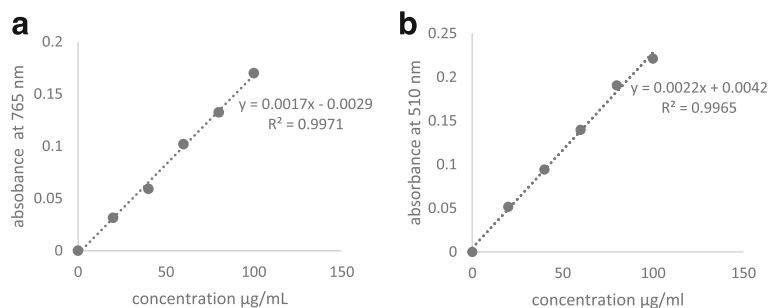 a
0.2
0.15
0.1
0.05
0
0
50
100
150
absobance at 765 nm
concentration µg/mL
y = 0.0017x - 0.0029
R² = 0.9971
b
0.25
0.2
0.15
0.1
0.05
0
0
50
100
150
absorbance at 510 nm
concentration µg/ml
y = 0.0022x + 0.0042
R² = 0.9965